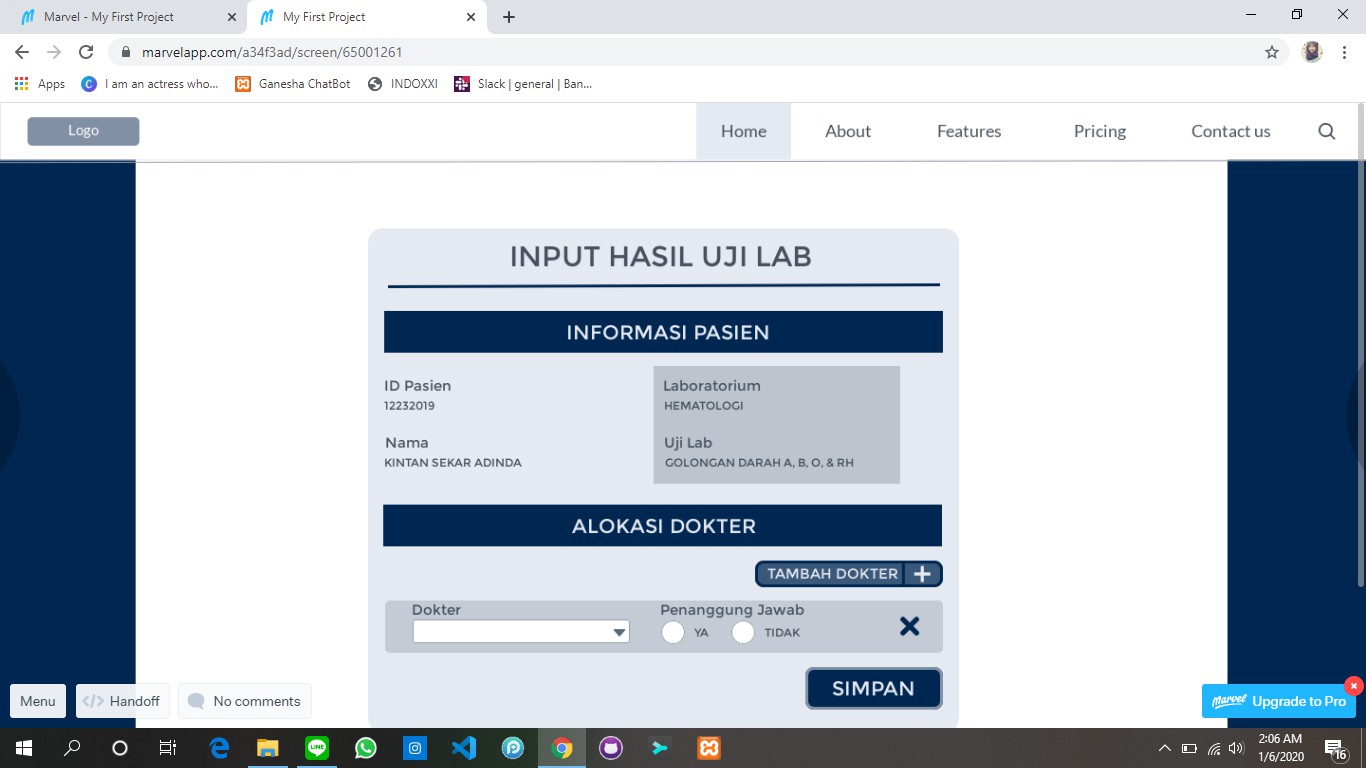 Marvel - My First Project
My First Project
marvelapp.com/a34f3ad/screen/65001261
Apps
I am an actress who...
Ganesha ChatBot
INDOXXI
Slack | general | Ban...
Logo
Home
About
Features
Pricing
Contact us
INPUT HASIL UJI LAB
INFORMASI PASIEN
ID Pasien
12232019
Laboratorium
HEMATOLOGI
Nama
KINTAN SEKAR ADINDA
Uji Lab
GOLONGAN DARAH A, B, O, & RH
ALOKASI DOKTER
TAMBAH DOKTER
Dokter
Penanggung Jawab
YA
TIDAK
SIMPAN
Menu
Handoff
No comments
Marvel Upgrade to Pro
LINE
2:06 AM
1/6/2020
16